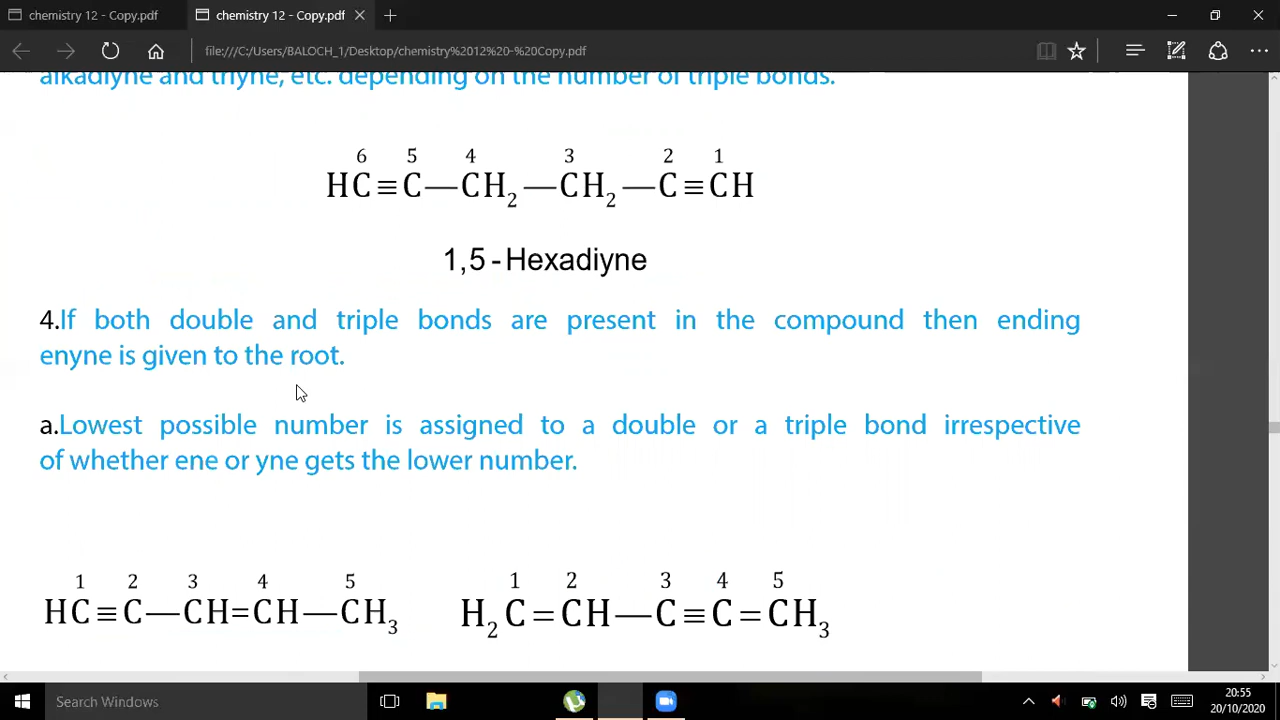 chemistry 12 - Copy.pdf
chemistry 12 - Copy.pdf
file:///C:/Users/BALOCH_1/Desktop/chemistry%2012%20-%20Copy.pdf
alkadiyne and triyne, etc. depending on the number of triple bonds.
6 5 4 3 2 1
HC≡C—CH₂—CH₂—C≡CH
1,5 - Hexadiyne
4.If both double and triple bonds are present in the compound then ending
enyne is given to the root.
a.Lowest possible number is assigned to a double or a triple bond irrespective
of whether ene or yne gets the lower number.
1 2 3 4 5 1 2 3 4 5
HC≡C—CH=CH—CH₃ H₂C=CH—C≡C=CH₃
Search Windows
20:55
20/10/2020